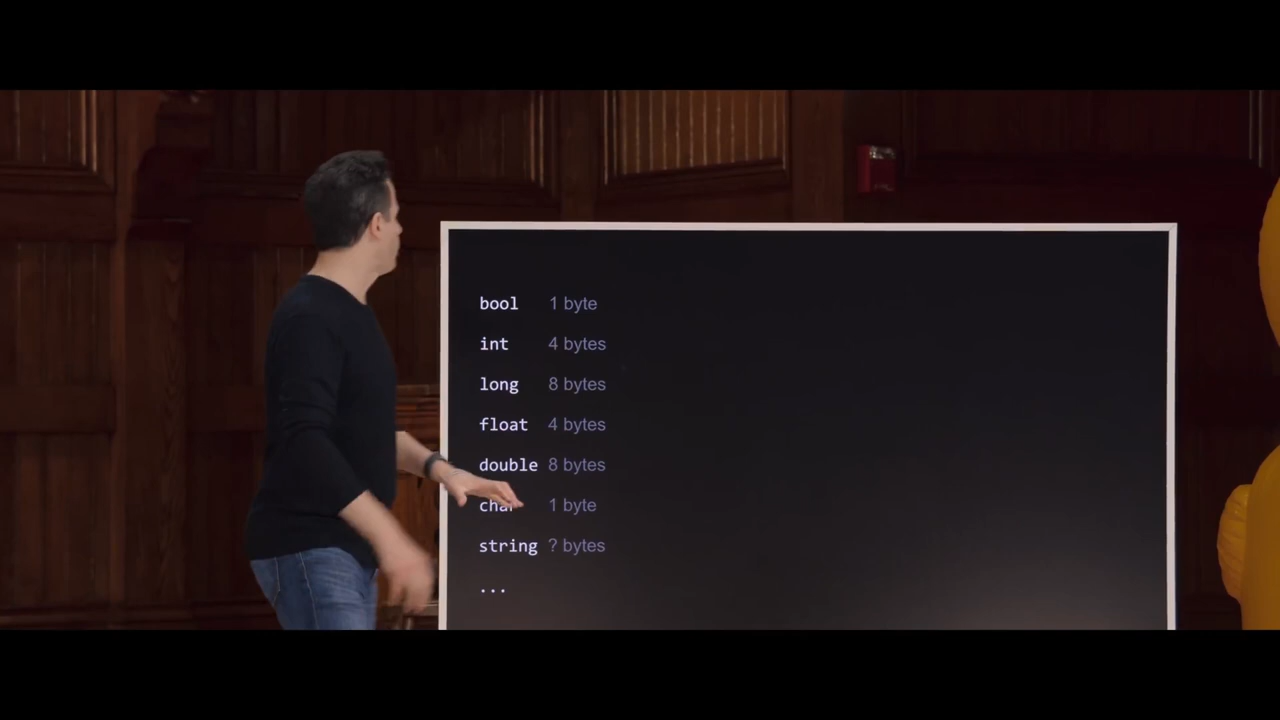 bool 1 byte
int 4 bytes
long 8 bytes
float 4 bytes
double 8 bytes
char 1 byte
string ? bytes
...